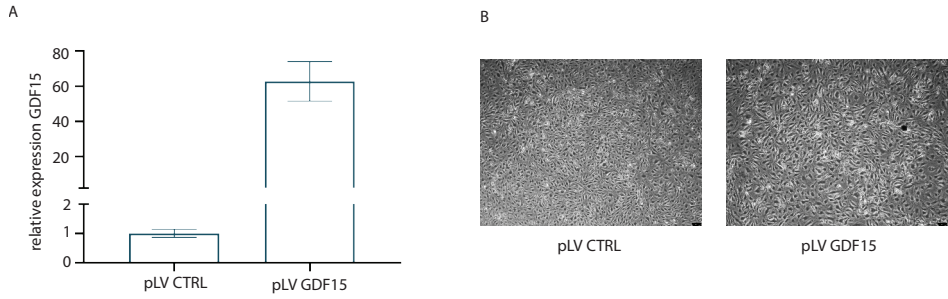 A
relative expression GDF15
80
60
40
20
2
1
0
pLV CTRL
pLV GDF15
B
pLV CTRL
pLV GDF15